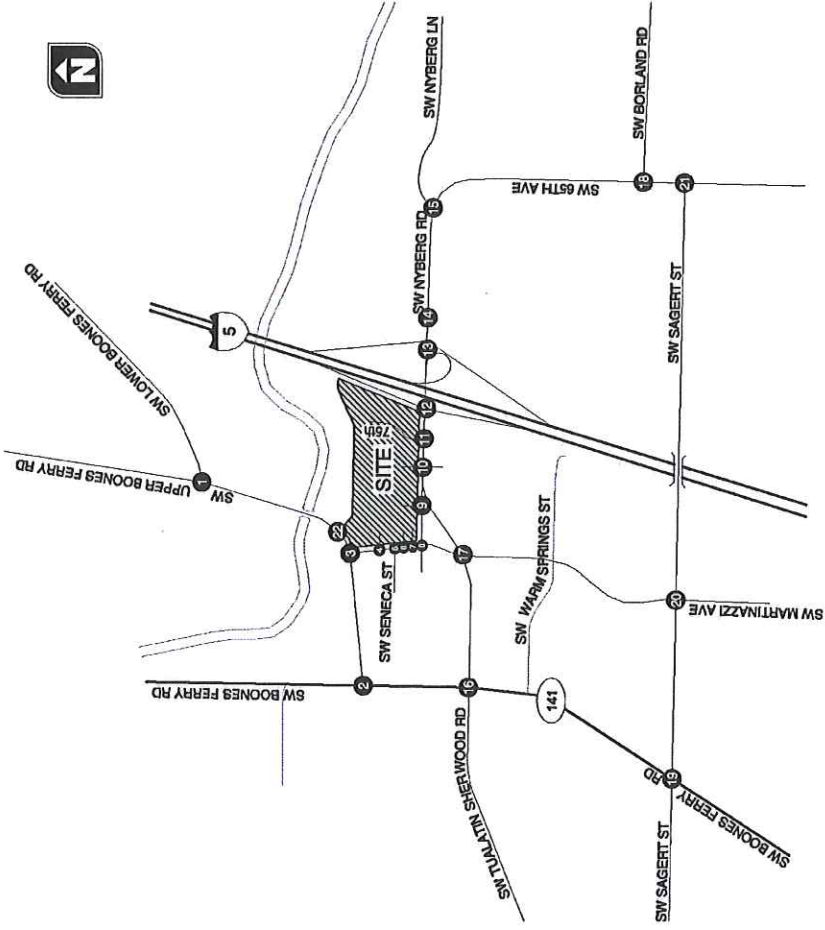 N
SW LOWER BOONES FERRY RD
SW
UPPER BOONES FERRY RD
1
5
SW NYBERG LN
SITE
76th
22
3
4
SW SENECA ST
7
9
10
11
12
13
14
SW NYBERG RD
15
SW 65TH AVE
SW BORLAND RD
18
21
SW BOONES FERRY RD
2
17
16
SW TUALATIN SHERWOOD RD
SW WARM SPRINGS ST
141
SW SAGERT ST
20
SW MARTINAZZI AVE
19
SW BOONES FERRY
RD
SW SAGERT ST